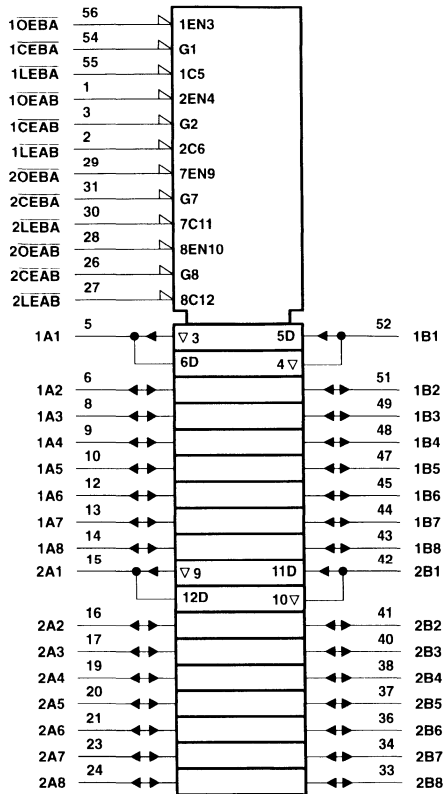 56
1OEBA 1EN3
54
1CEBA G1
55
1LEBA 1C5
1
1OEAB 2EN4
3
1CEAB G2
2
1LEAB 2C6
29
2OEBA 7EN9
31
2CEBA G7
30
2LEBA 7C11
28
2OEAB 8EN10
26
2CEAB G8
27
2LEAB 8C12
5 52
1A1 ▽ 3 5D 1B1
6D 4 ▽
6 51
1A2 1B2
8 49
1A3 1B3
9 48
1A4 1B4
10 47
1A5 1B5
12 45
1A6 1B6
13 44
1A7 1B7
14 43
1A8 1B8
15 42
2A1 ▽ 9 11D 2B1
12D 10 ▽
16 41
2A2 2B2
17 40
2A3 2B3
19 38
2A4 2B4
20 37
2A5 2B5
21 36
2A6 2B6
23 34
2A7 2B7
24 33
2A8 2B8